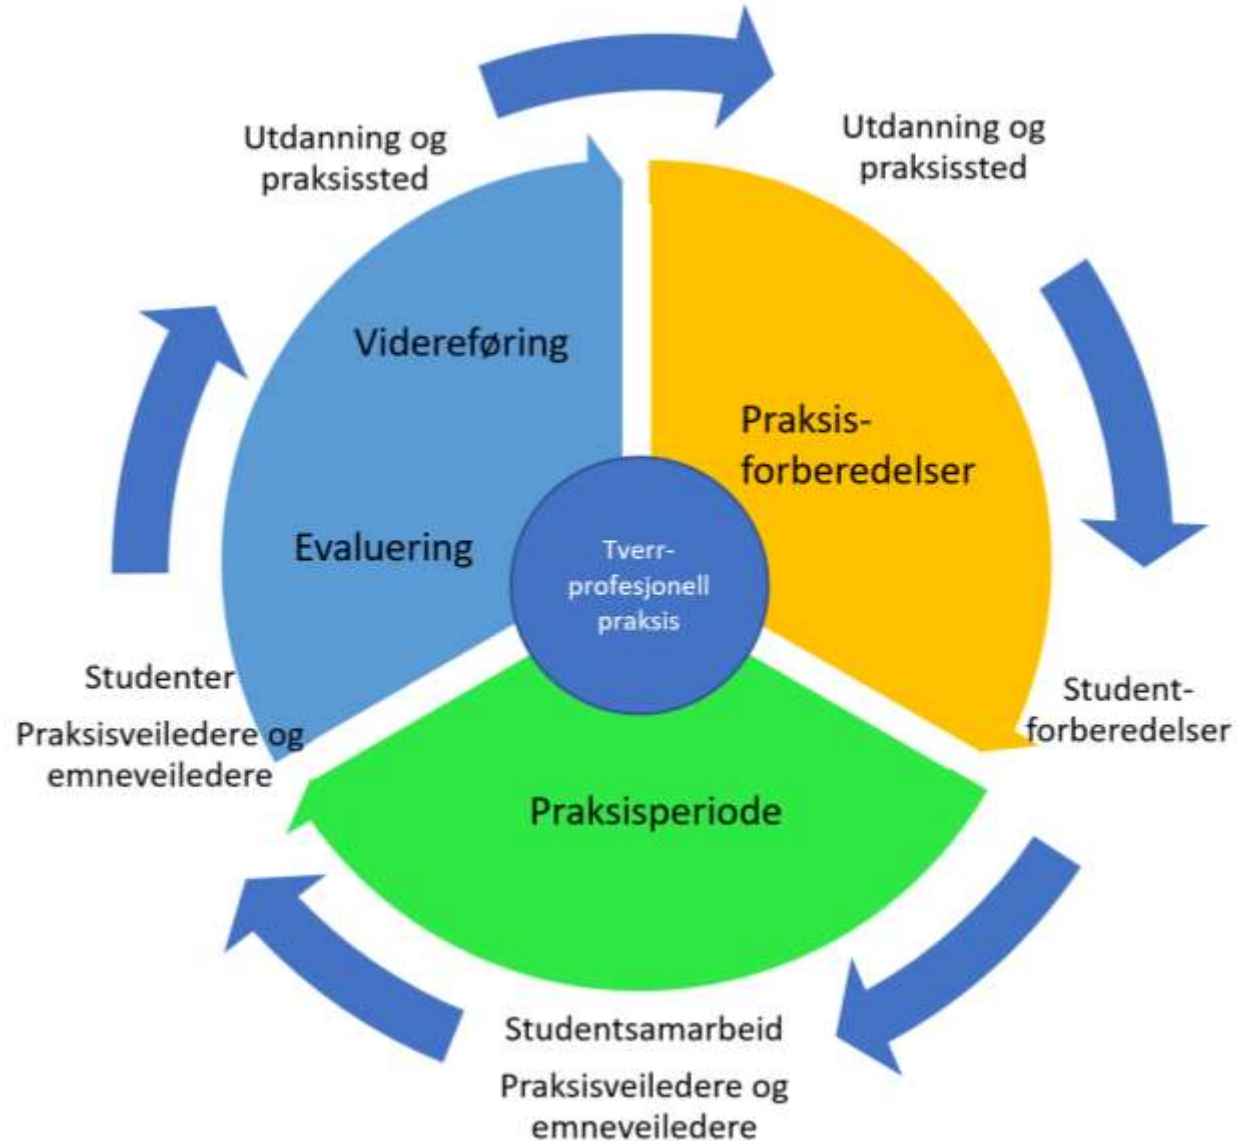 Utdanning og
praksissted
Utdanning og
praksissted
Videreføring
Praksis-
forberedelser
Evaluering
Tverr-
profesjonell
praksis
Studenter
Praksisveiledere og
emneveiledere
Student-
forberedelser
Praksisperiode
Studentsamarbeid
Praksisveiledere og
emneveiledere